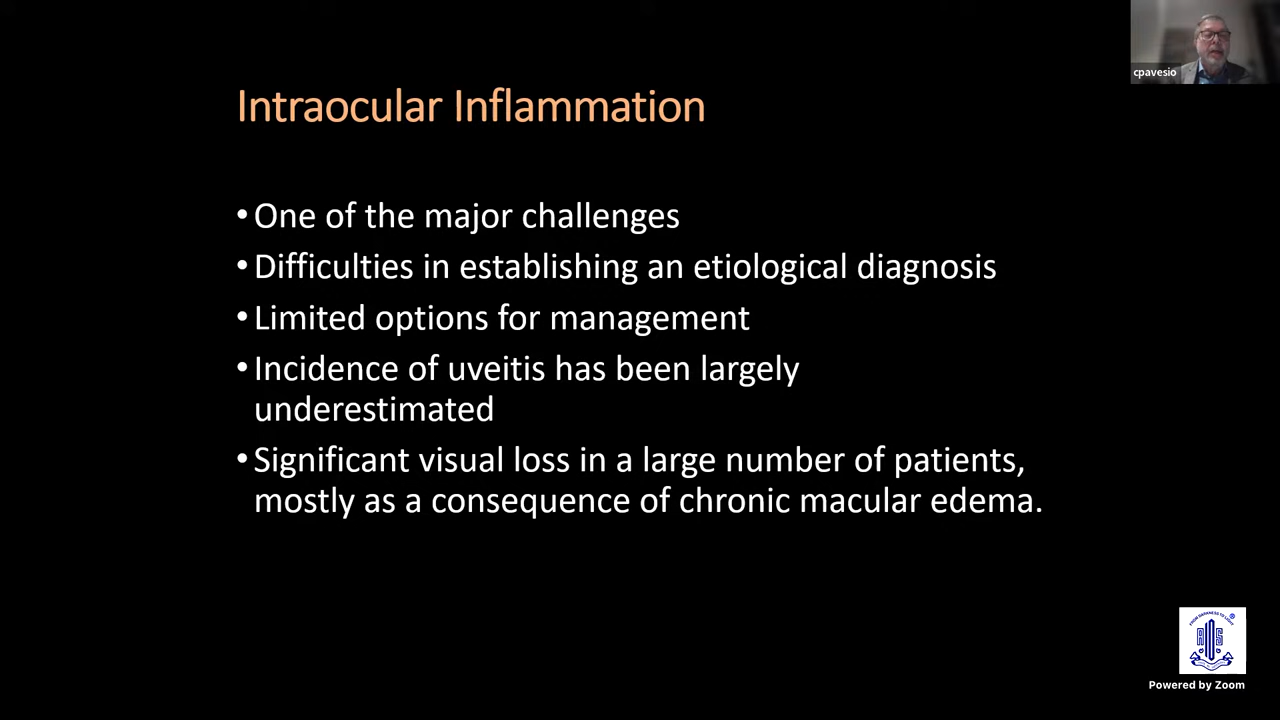 cpavesio
Intraocular Inflammation
• One of the major challenges
• Difficulties in establishing an etiological diagnosis
• Limited options for management
• Incidence of uveitis has been largely
underestimated
• Significant visual loss in a large number of patients,
mostly as a consequence of chronic macular edema.
Powered by Zoom